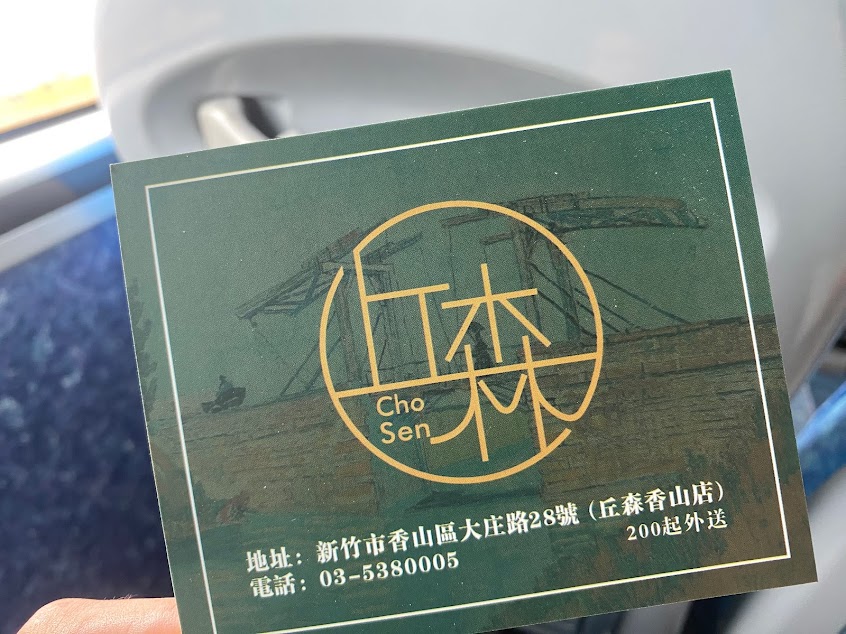 丘森
Cho
Sen
地址: 新竹市香山區大庄路28號 (丘森香山店)
電話: 03-5380005
200起外送